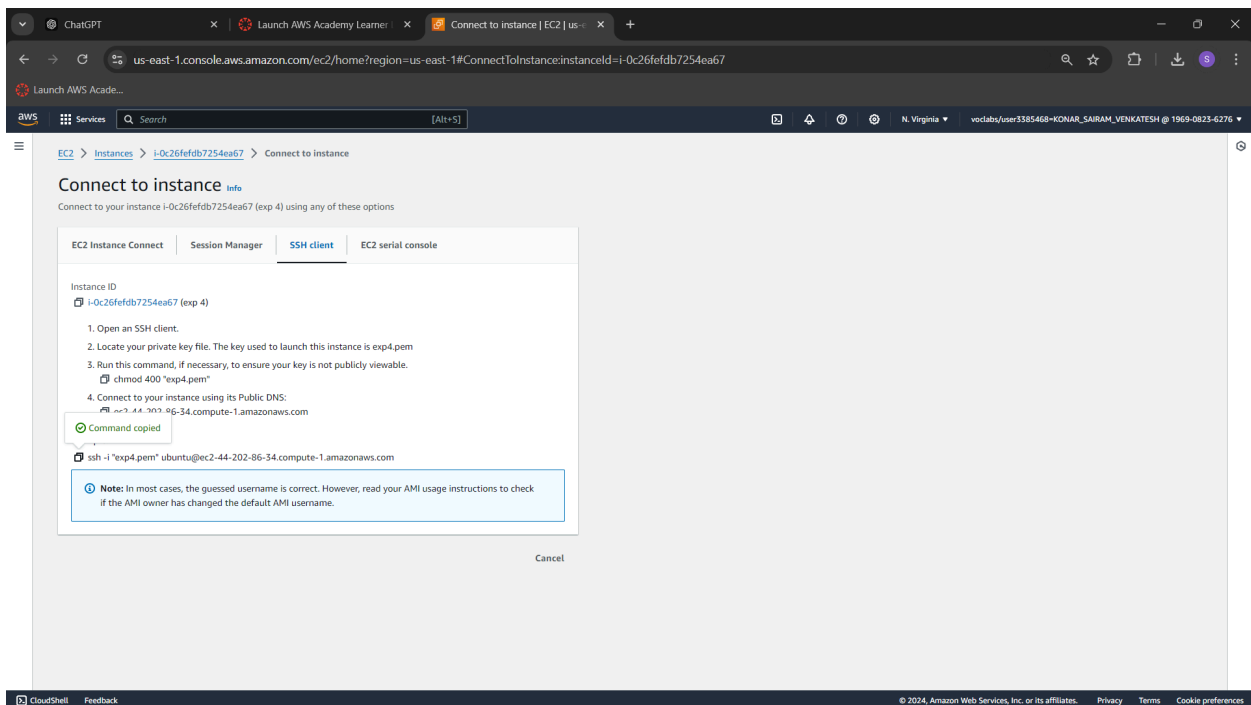 ChatGPT
Launch AWS Academy Learner
Connect to instance | EC2 | us-e
us-east-1.console.aws.amazon.com/ec2/home?region=us-east-1#ConnectToInstance:instanceId=i-0c26fefdb7254ea67
S
Launch AWS Acade...
aws Services Search [Alt+S] N. Virginia voclabs/user3385468=KONAR_SAIRAM_VENKATESH @ 1969-0823-6276
EC2 > Instances > i-0c26fefdb7254ea67 > Connect to instance
Connect to instance Info
Connect to your instance i-0c26fefdb7254ea67 (exp 4) using any of these options
EC2 Instance Connect Session Manager SSH client EC2 serial console
Instance ID
i-0c26fefdb7254ea67 (exp 4)
1. Open an SSH client.
2. Locate your private key file. The key used to launch this instance is exp4.pem
3. Run this command, if necessary, to ensure your key is not publicly viewable.
chmod 400 "exp4.pem"
4. Connect to your instance using its Public DNS:
ec2-44-202-86-34.compute-1.amazonaws.com
Command copied
ssh -i "exp4.pem" ubuntu@ec2-44-202-86-34.compute-1.amazonaws.com
Note: In most cases, the guessed username is correct. However, read your AMI usage instructions to check
if the AMI owner has changed the default AMI username.
Cancel
CloudShell Feedback © 2024, Amazon Web Services, Inc. or its affiliates. Privacy Terms Cookie preferences